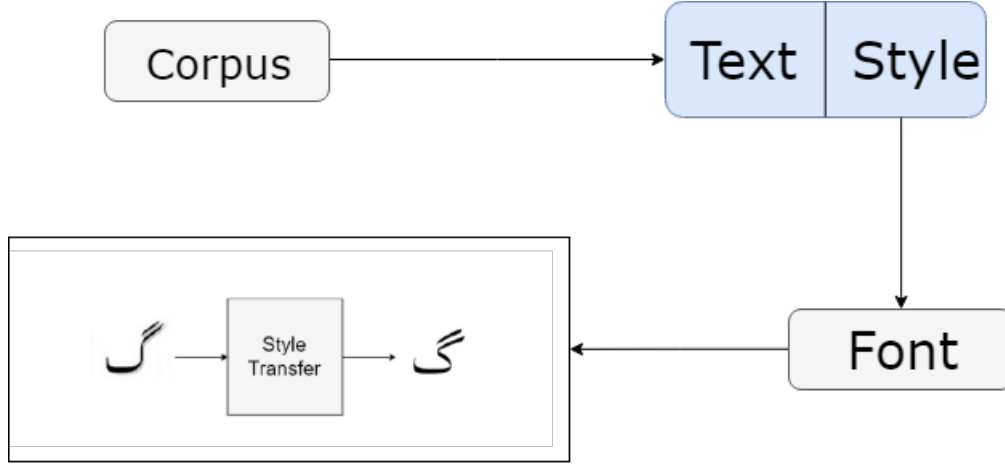 Corpus
Text Style
Font
گ
Style
Transfer
گ